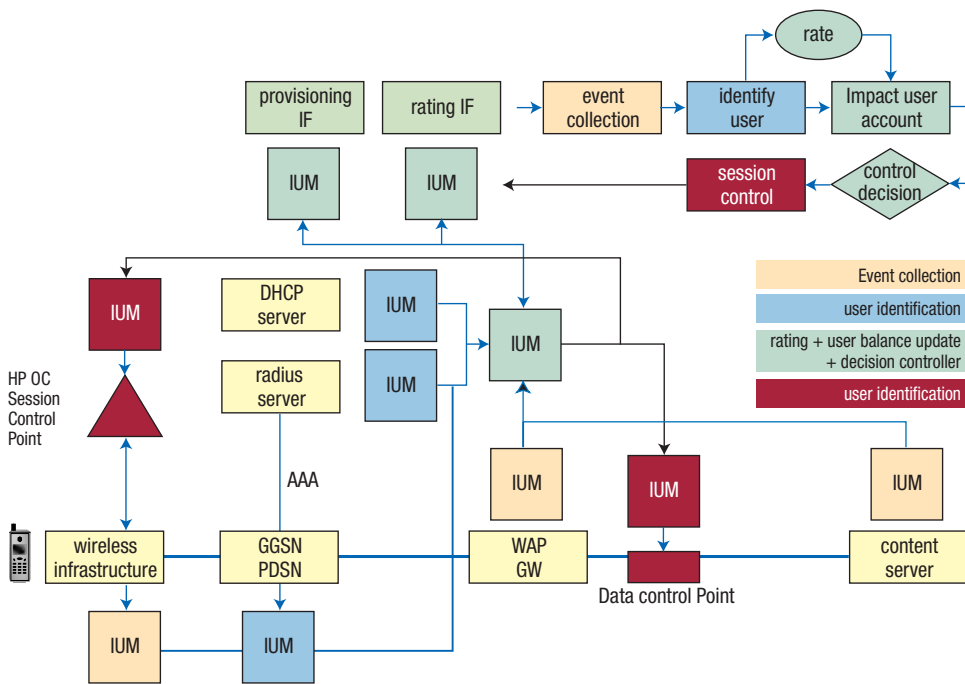 rate
provisioning
IF
rating IF
event
collection
identify
user
Impact user
account
IUM
IUM
session
control
control
decision
IUM
DHCP
server
IUM
IUM
Event collection
user identification
rating + user balance update
+ decision controller
user identification
HP OC
Session
Control
Point
radius
server
IUM
AAA
IUM
IUM
IUM
wireless
infrastructure
GGSN
PDSN
WAP
GW
content
server
Data control Point
IUM
IUM